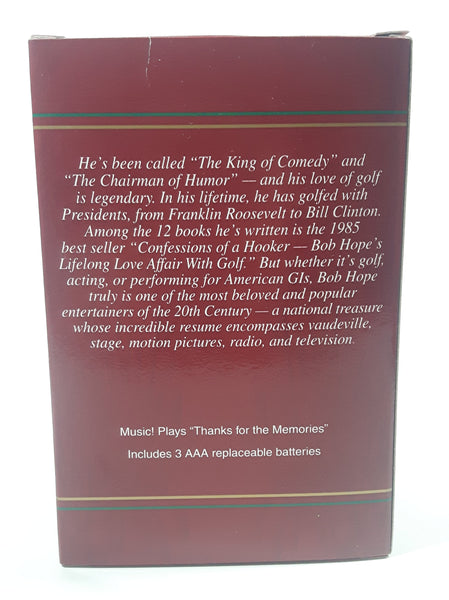 He's been called "The King of Comedy" and
"The Chairman of Humor" — and his love of golf
is legendary. In his lifetime, he has golfed with
Presidents, from Franklin Roosevelt to Bill Clinton.
Among the 12 books he's written is the 1985
best seller "Confessions of a Hooker — Bob Hope's
Lifelong Love Affair With Golf." But whether it's golf,
acting, or performing for American GIs, Bob Hope
truly is one of the most beloved and popular
entertainers of the 20th Century — a national treasure
whose incredible resume encompasses vaudeville,
stage, motion pictures, radio, and television.
Music! Plays "Thanks for the Memories"
Includes 3 AAA replaceable batteries